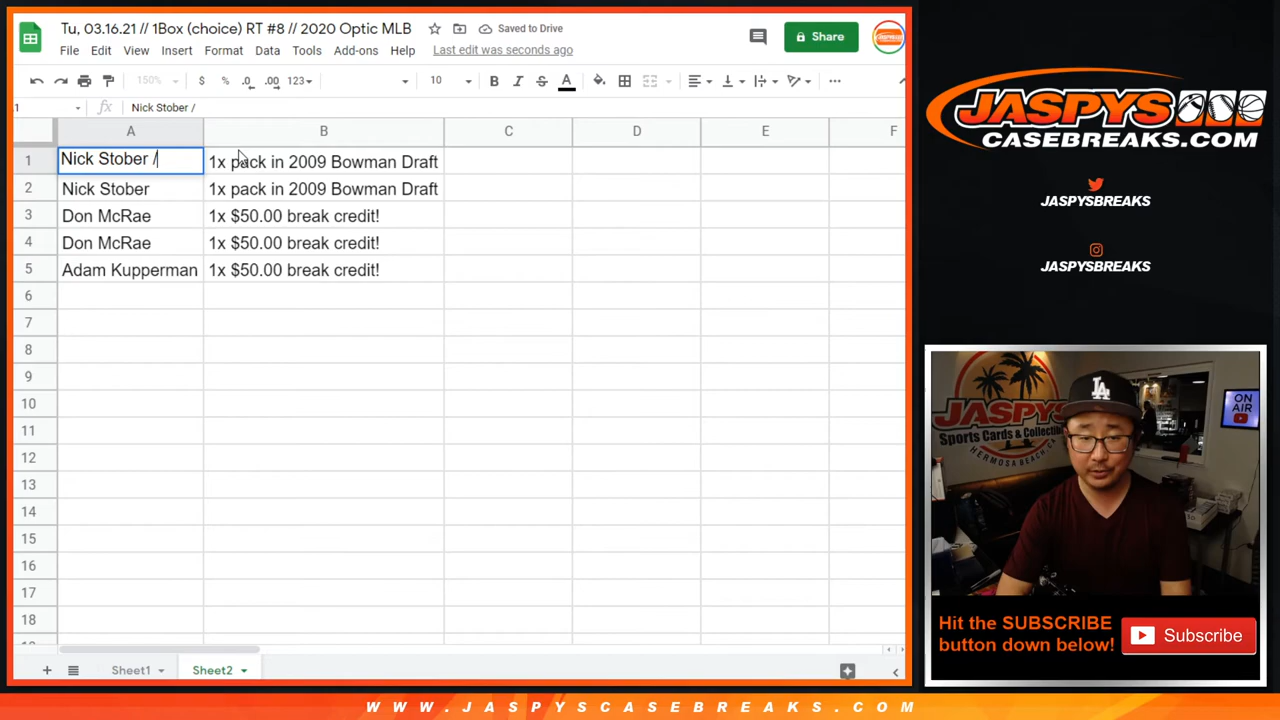 Tu, 03.16.21 // 1Box (choice) RT #8 // 2020 Optic MLB
Saved to Drive
Share
File Edit View Insert Format Data Tools Add-ons Help
Last edit was seconds ago
150% $ % .0 .00 123 10 B I S A
1 fx Nick Stober /
A B C D E F
1 Nick Stober / 1x pack in 2009 Bowman Draft
2 Nick Stober 1x pack in 2009 Bowman Draft
3 Don McRae 1x $50.00 break credit!
4 Don McRae 1x $50.00 break credit!
5 Adam Kupperman 1x $50.00 break credit!
6
7
8
9
10
11
12
13
14
15
16
17
18
Sheet1 Sheet2
JASPYS
CASEBREAKS.COM
JASPYSBREAKS
JASPYSBREAKS
JASPYS
Sports Cards & Collectib
HERMOSA BEACH, CA
LA
ON
AIR
Hit the SUBSCRIBE
button down below!
Subscribe
WWW.JASPYSCASEBREAKS.COM